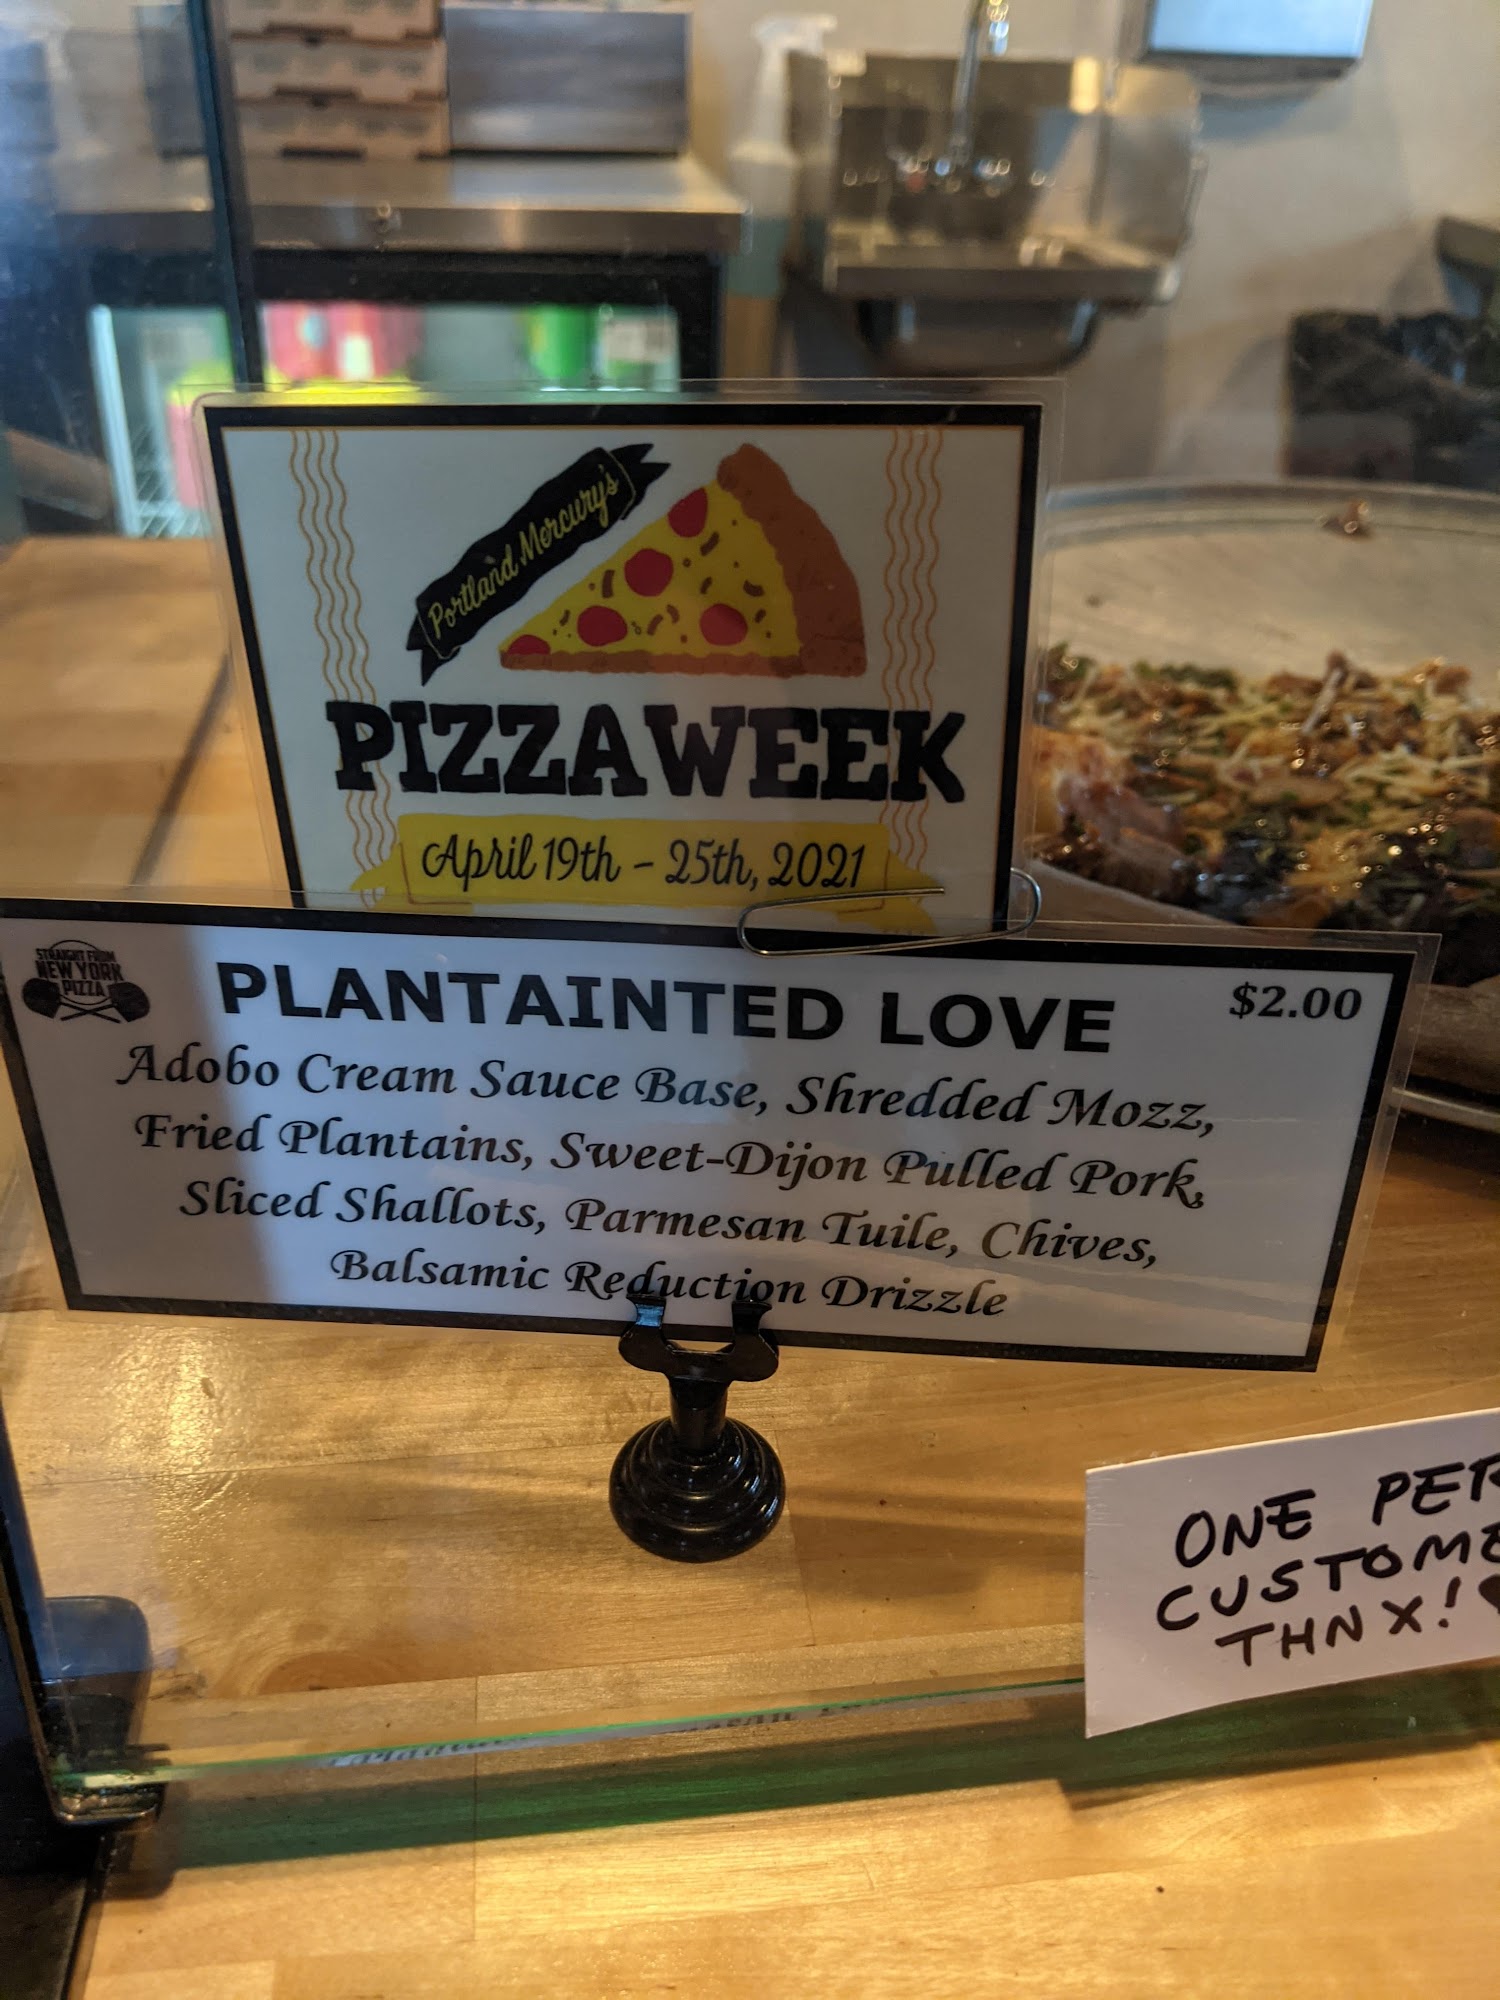 Portland Mercury's
PIZZA WEEK
April 19th - 25th, 2021
STRAIGHT FROM
NEW YORK
PIZZA
PLANTAINTED LOVE
$2.00
Adobo Cream Sauce Base, Shredded Mozz,
Fried Plantains, Sweet-Dijon Pulled Pork,
Sliced Shallots, Parmesan Tuile, Chives,
Balsamic Reduction Drizzle
ONE PER
CUSTOME
THNX!